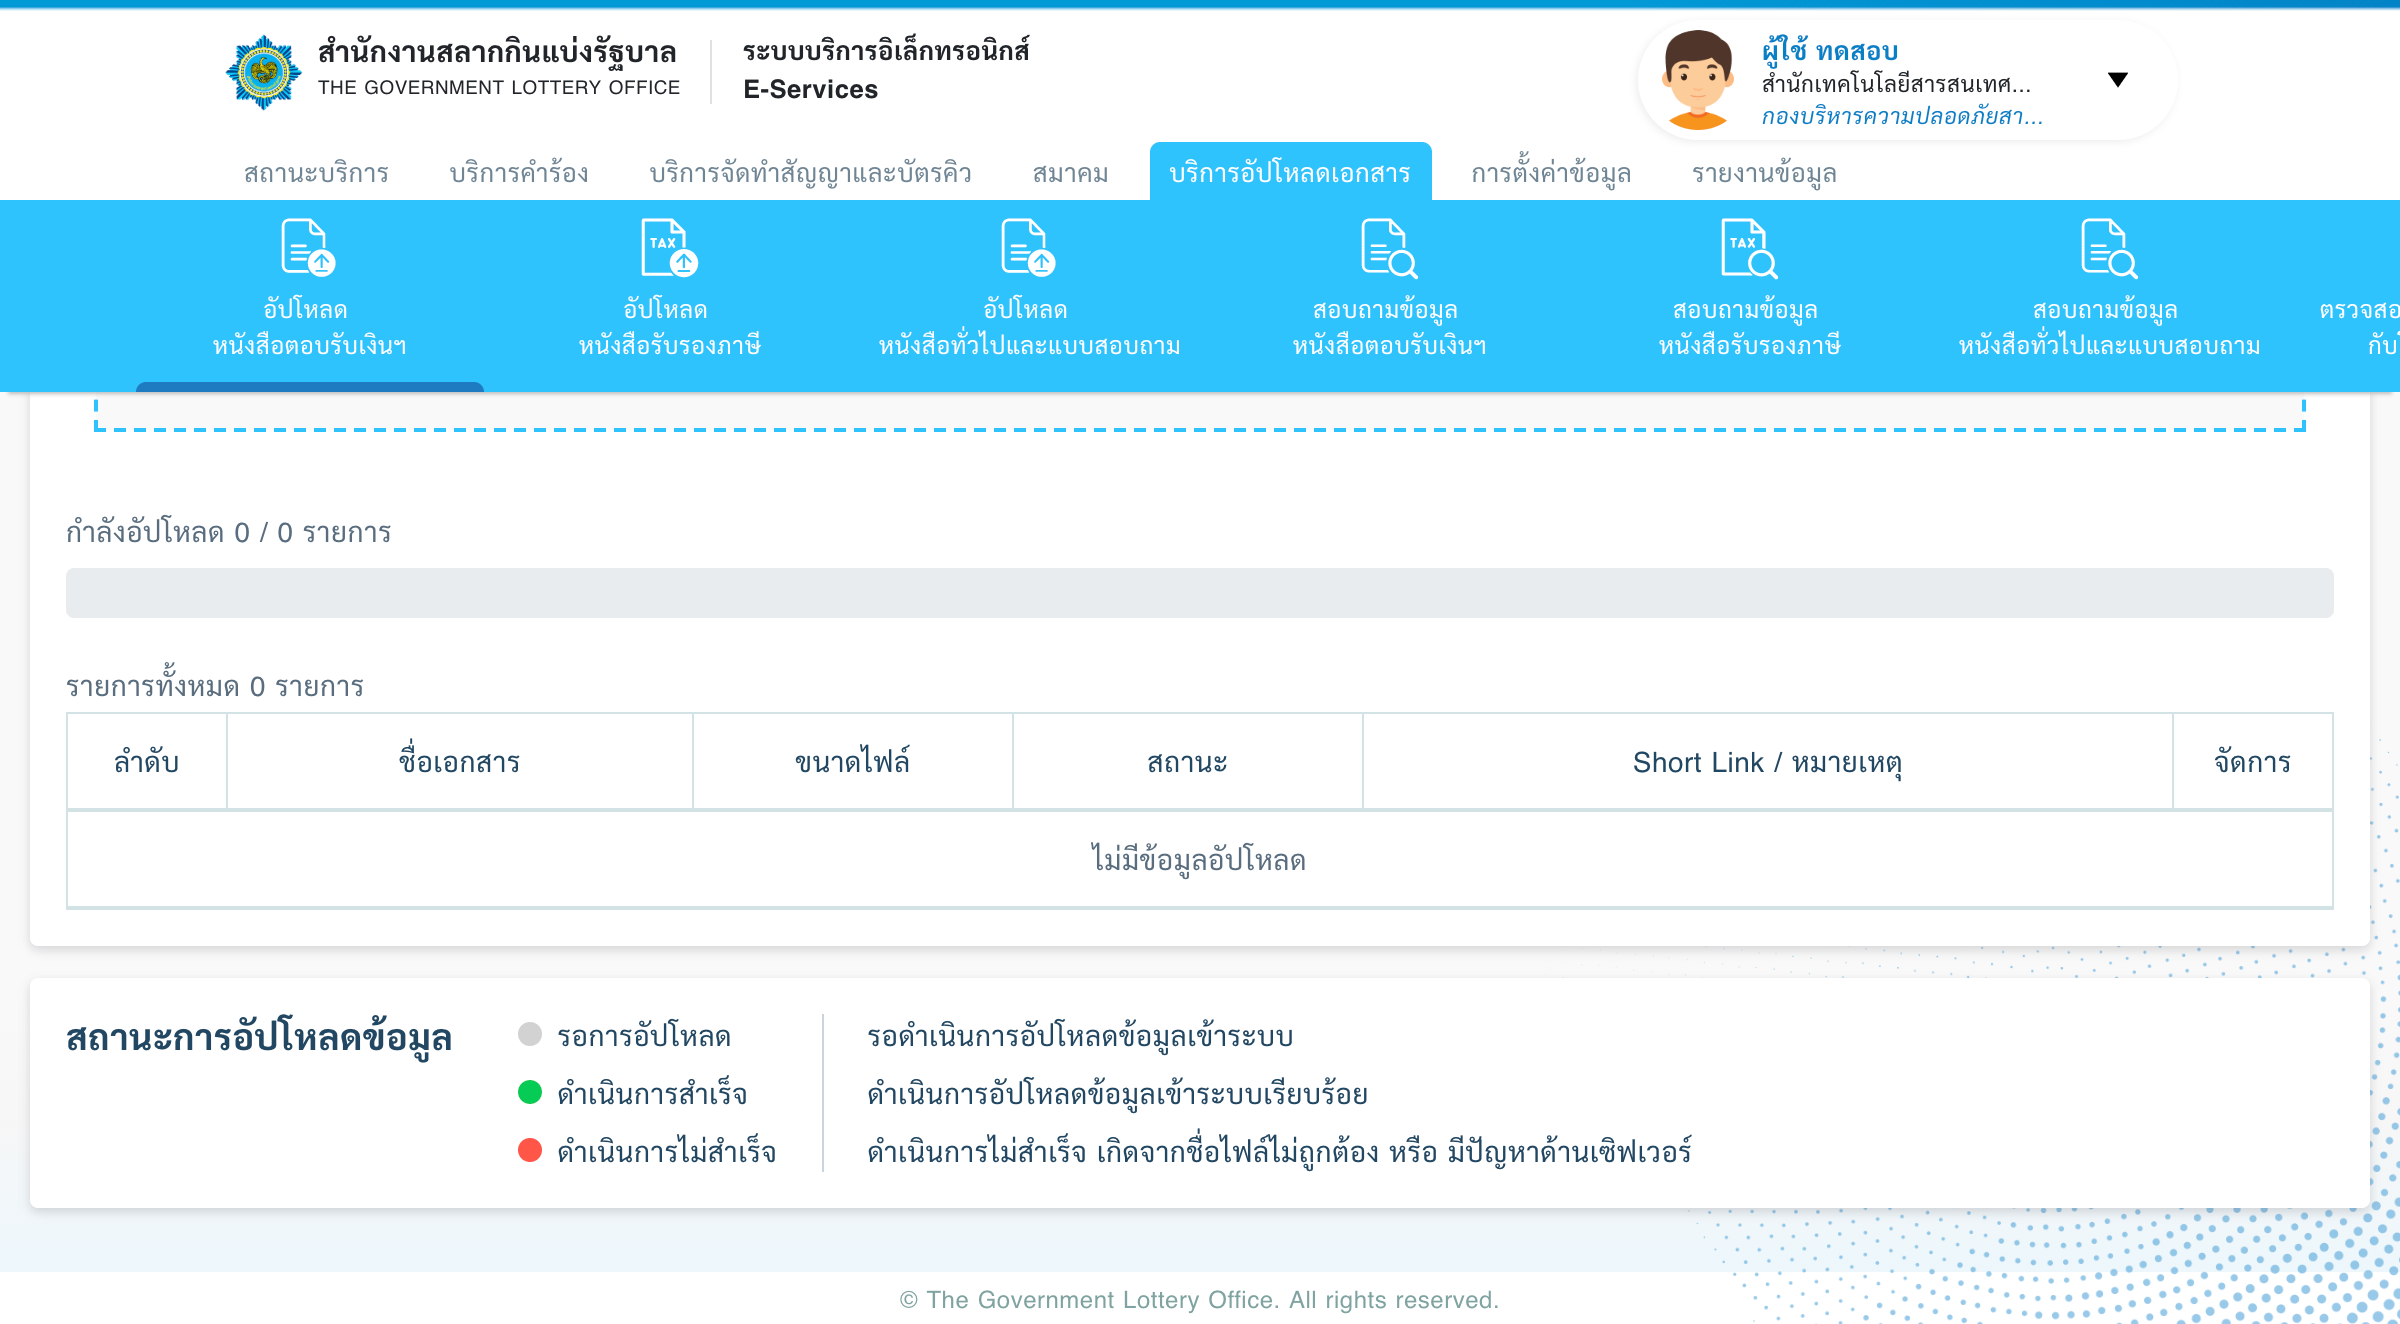 สำนักงานสลากกินแบ่งรัฐบาล
THE GOVERNMENT LOTTERY OFFICE
ระบบบริการอิเล็กทรอนิกส์
E-Services
ผู้ใช้ ทดสอบ
สำนักเทคโนโลยีสารสนเทศ...
กองบริหารความปลอดภัยสา...
สถานะบริการ
บริการคำร้อง
บริการจัดทำสัญญาและบัตรคิว
สมาคม
บริการอัปโหลดเอกสาร
การตั้งค่าข้อมูล
รายงานข้อมูล
อัปโหลด
หนังสือตอบรับเงินฯ
TAX
อัปโหลด
หนังสือรับรองภาษี
อัปโหลด
หนังสือทั่วไปและแบบสอบถาม
สอบถามข้อมูล
หนังสือตอบรับเงินฯ
TAX
สอบถามข้อมูล
หนังสือรับรองภาษี
สอบถามข้อมูล
หนังสือทั่วไปและแบบสอบถาม
กำลังอัปโหลด 0 / 0 รายการ
รายการทั้งหมด 0 รายการ
ลำดับ
ชื่อเอกสาร
ขนาดไฟล์
สถานะ
Short Link / หมายเหตุ
จัดการ
ไม่มีข้อมูลอัปโหลด
สถานะการอัปโหลดข้อมูล
รอการอัปโหลด
รอดำเนินการอัปโหลดข้อมูลเข้าระบบ
ดำเนินการสำเร็จ
ดำเนินการอัปโหลดข้อมูลเข้าระบบเรียบร้อย
ดำเนินการไม่สำเร็จ
ดำเนินการไม่สำเร็จ เกิดจากชื่อไฟล์ไม่ถูกต้อง หรือ มีปัญหาด้านเซิฟเวอร์
© The Government Lottery Office. All rights reserved.